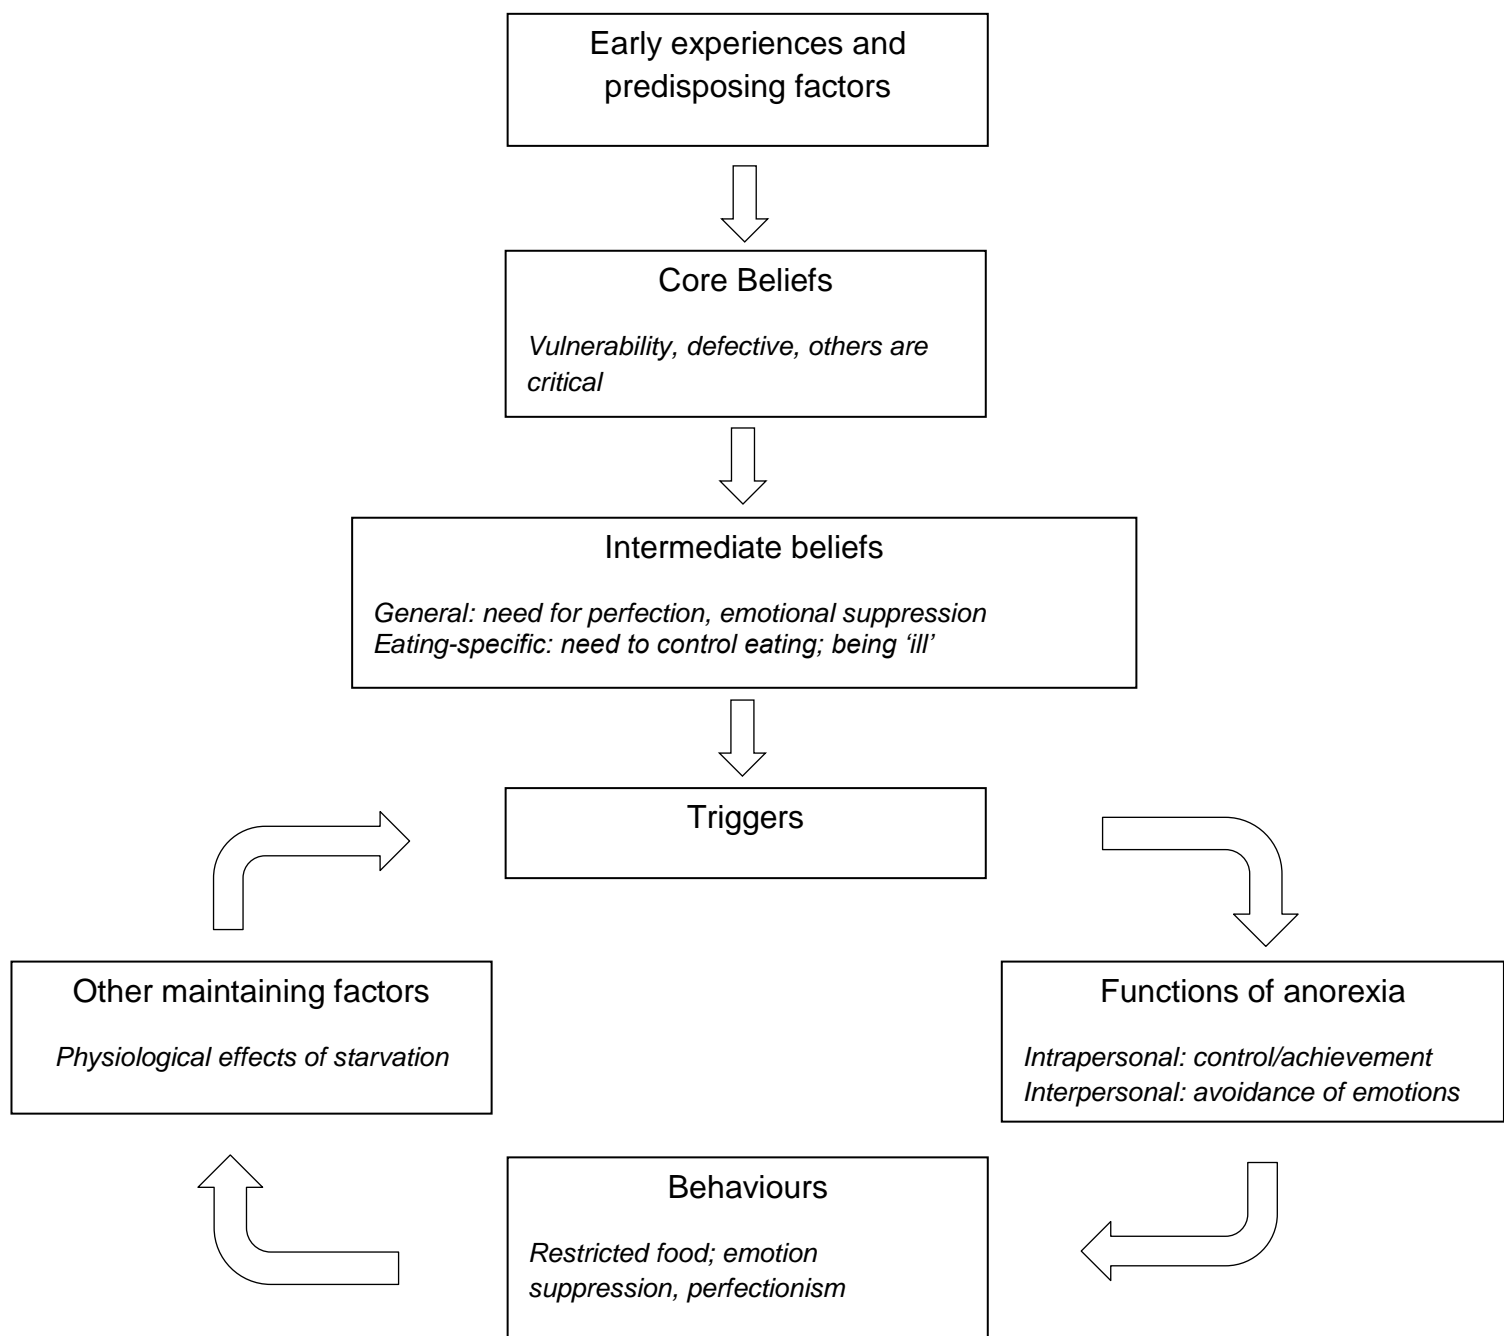 Early experiences and
predisposing factors
Core Beliefs
Vulnerability, defective, others are
critical
Intermediate beliefs
General: need for perfection, emotional suppression
Eating-specific: need to control eating; being ‘ill’
Triggers
Other maintaining factors
Physiological effects of starvation
Functions of anorexia
Intrapersonal: control/achievement
Interpersonal: avoidance of emotions
Behaviours
Restricted food; emotion
suppression, perfectionism